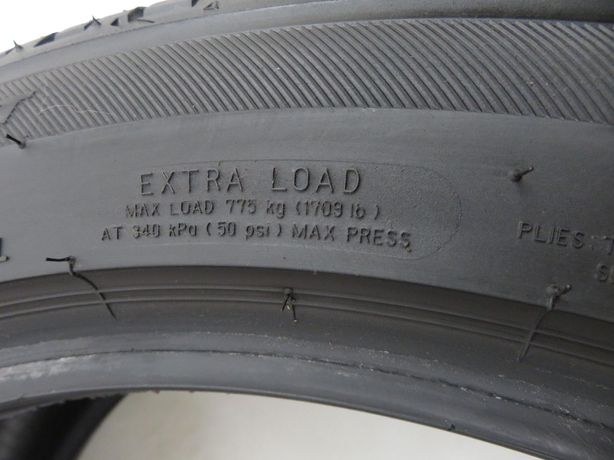 EXTRA LOAD
MAX LOAD 775 kg (1709 lb)
AT 340 kPa (50 psi) MAX PRESS
PLIES